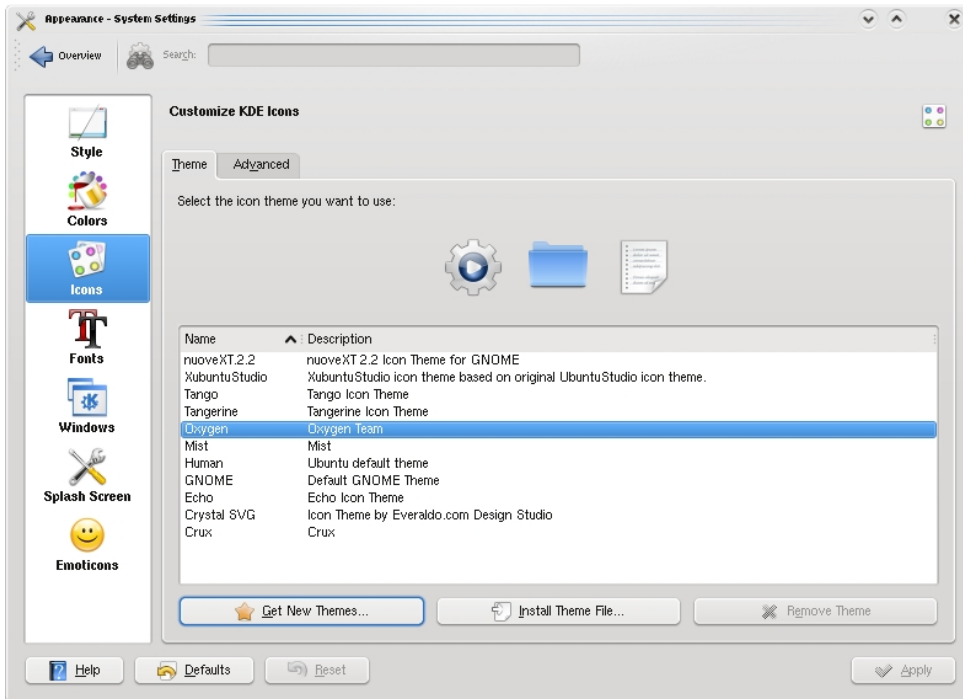 Appearance - System Settings
Overview
Search:
Customize KDE Icons
Style
Colors
Icons
Fonts
Windows
Splash Screen
Emoticons
Theme Advanced
Select the icon theme you want to use:
Name Description
nuoveXT.2.2 nuoveXT 2.2 Icon Theme for GNOME
XubuntuStudio XubuntuStudio icon theme based on original UbuntuStudio icon theme.
Tango Tango Icon Theme
Tangerine Tangerine Icon Theme
Oxygen Oxygen Team
Mist Mist
Human Ubuntu default theme
GNOME Default GNOME Theme
Echo Echo Icon Theme
Crystal SVG Icon Theme by Everaldo.com Design Studio
Crux Crux
Get New Themes... Install Theme File... Remove Theme
Help Defaults Reset Apply